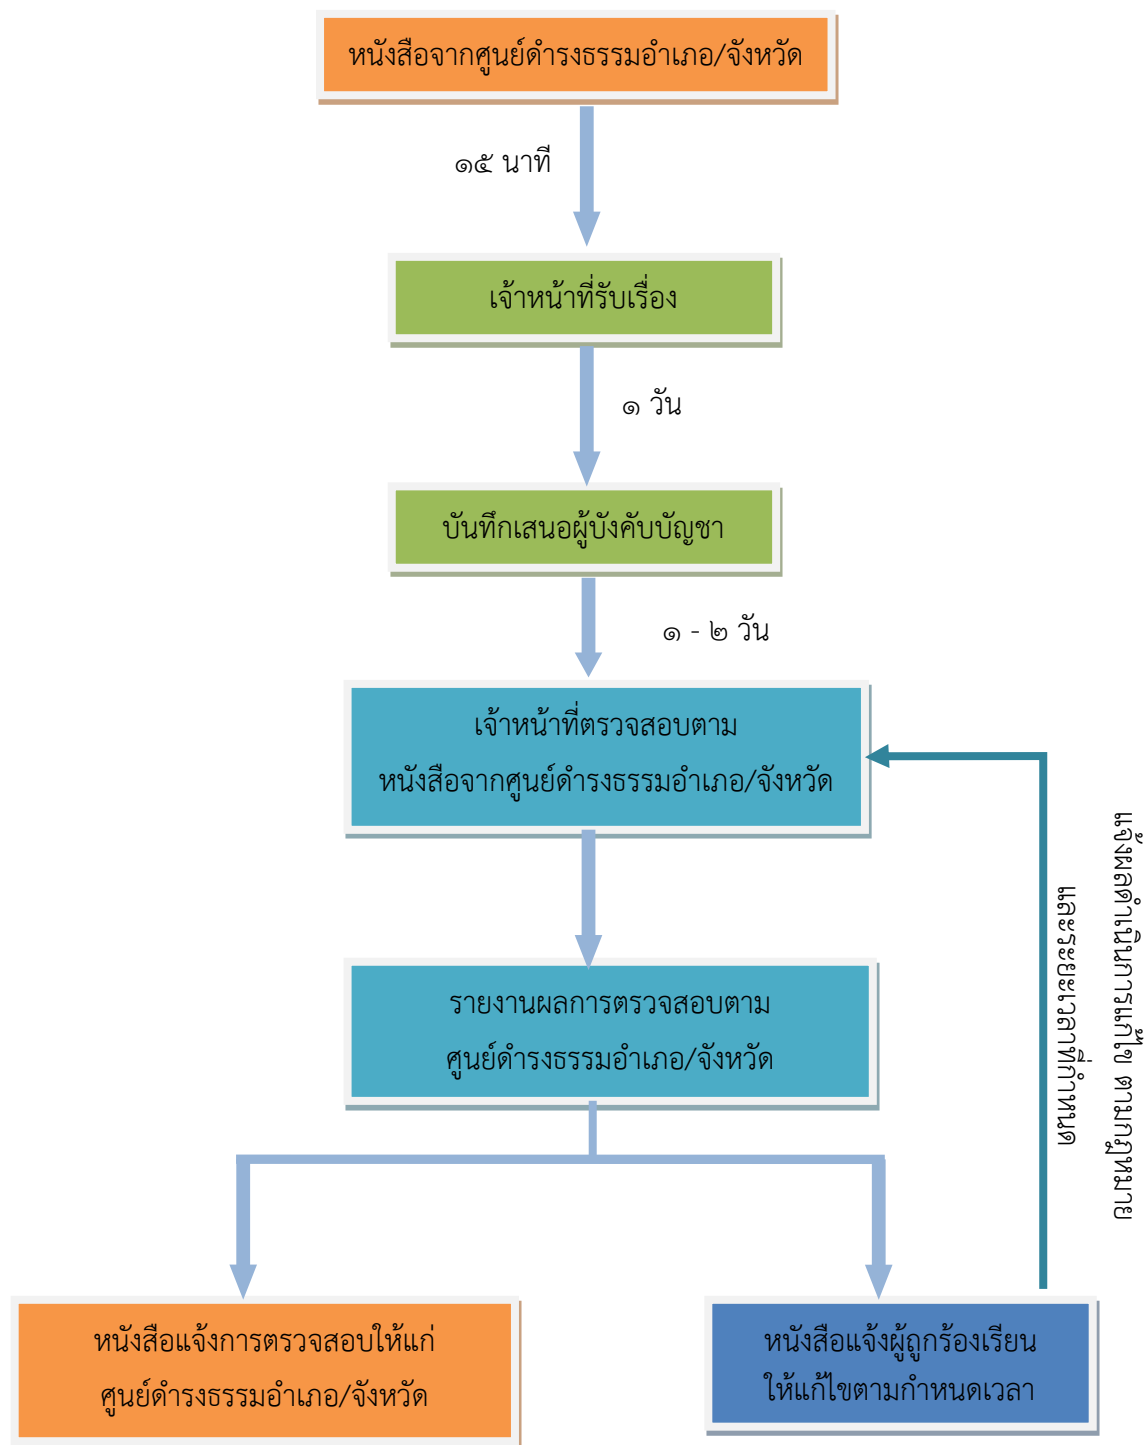 หนังสือจากศูนย์ดำรงธรรมอำเภอ/จังหวัด
๑๕ นาที
เจ้าหน้าที่รับเรื่อง
๑ วัน
บันทึกเสนอผู้บังคับบัญชา
๑ - ๒ วัน
เจ้าหน้าที่ตรวจสอบตาม
หนังสือจากศูนย์ดำรงธรรมอำเภอ/จังหวัด
รายงานผลการตรวจสอบตาม
ศูนย์ดำรงธรรมอำเภอ/จังหวัด
แจ้งผลดำเนินการแก้ไข ตามกฎหมาย
และระยะเวลาที่กำหนด
หนังสือแจ้งการตรวจสอบให้แก่
ศูนย์ดำรงธรรมอำเภอ/จังหวัด
หนังสือแจ้งผู้ถูกร้องเรียน
ให้แก้ไขตามกำหนดเวลา